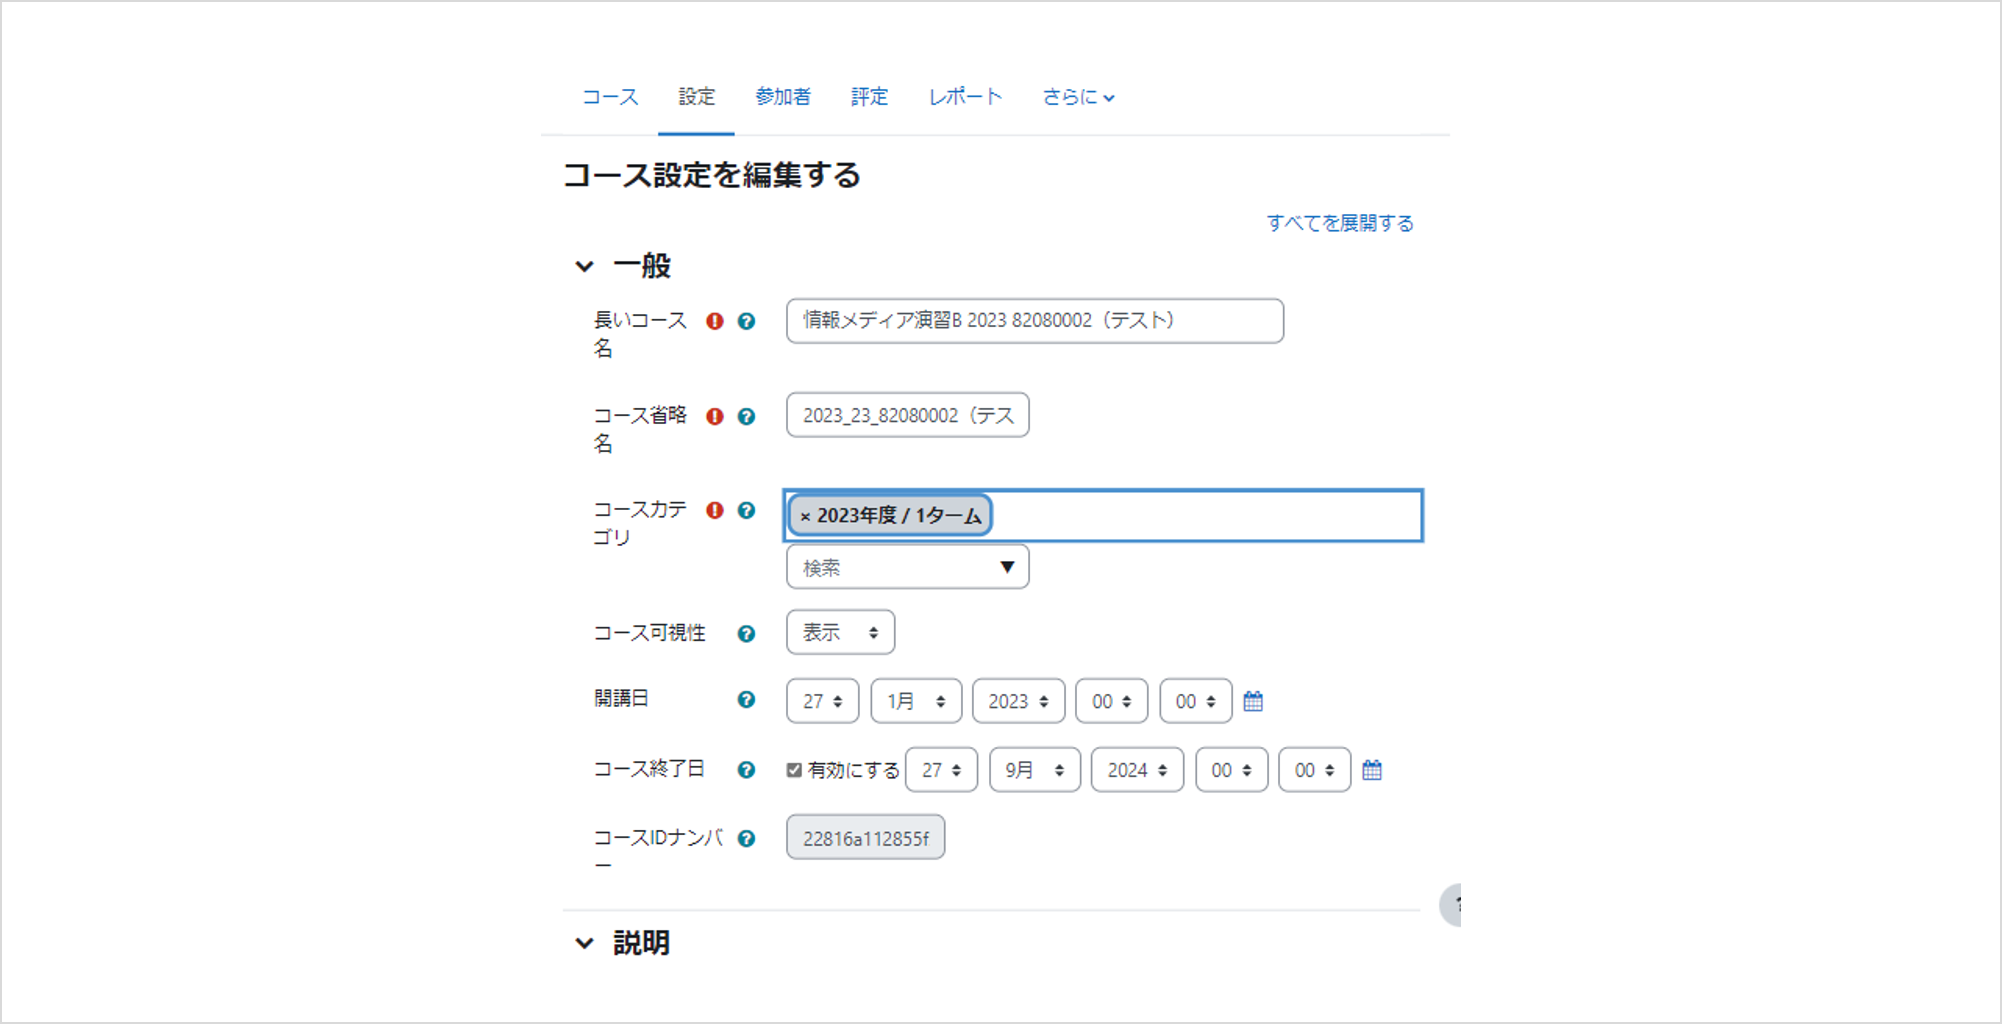 コース 設定 参加者 評定 レポート さらに
コース設定を編集する
すべてを展開する
一般
長いコース名 情報メディア演習B 2023 82080002（テスト）
コース省略名 2023_23_82080002（テス
コースカテゴリ × 2023年度 / 1ターム
検索 ▼
コース可視性 表示
開講日 27 1月 2023 00 00
コース終了日 有効にする 27 9月 2024 00 00
コースIDナンバー 22816a112855f
説明